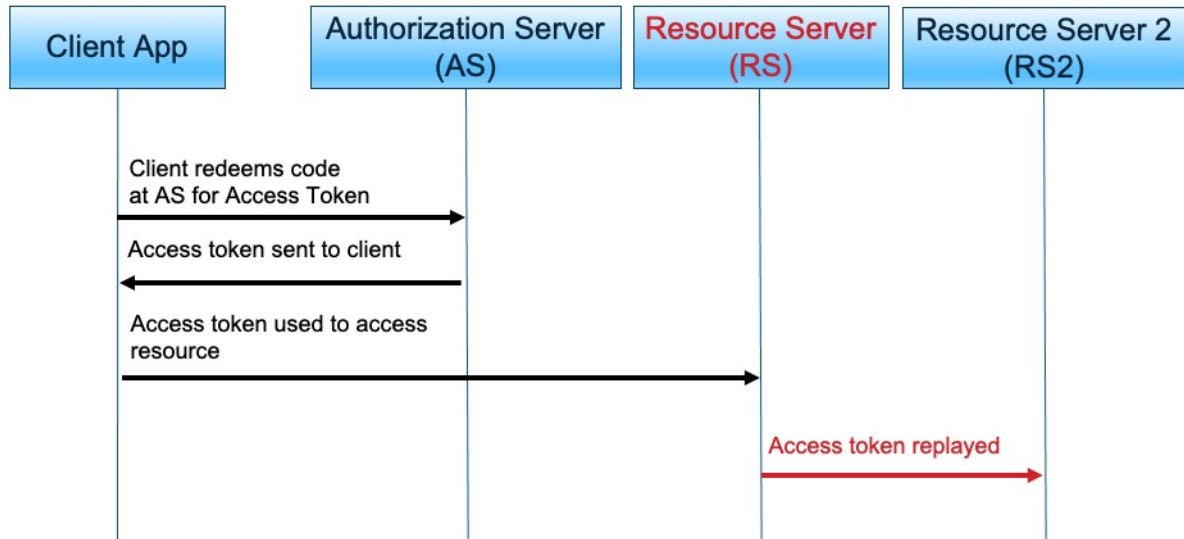 Client App
Authorization Server
(AS)
Resource Server
(RS)
Resource Server 2
(RS2)
Client redeems code
at AS for Access Token
Access token sent to client
Access token used to access
resource
Access token replayed